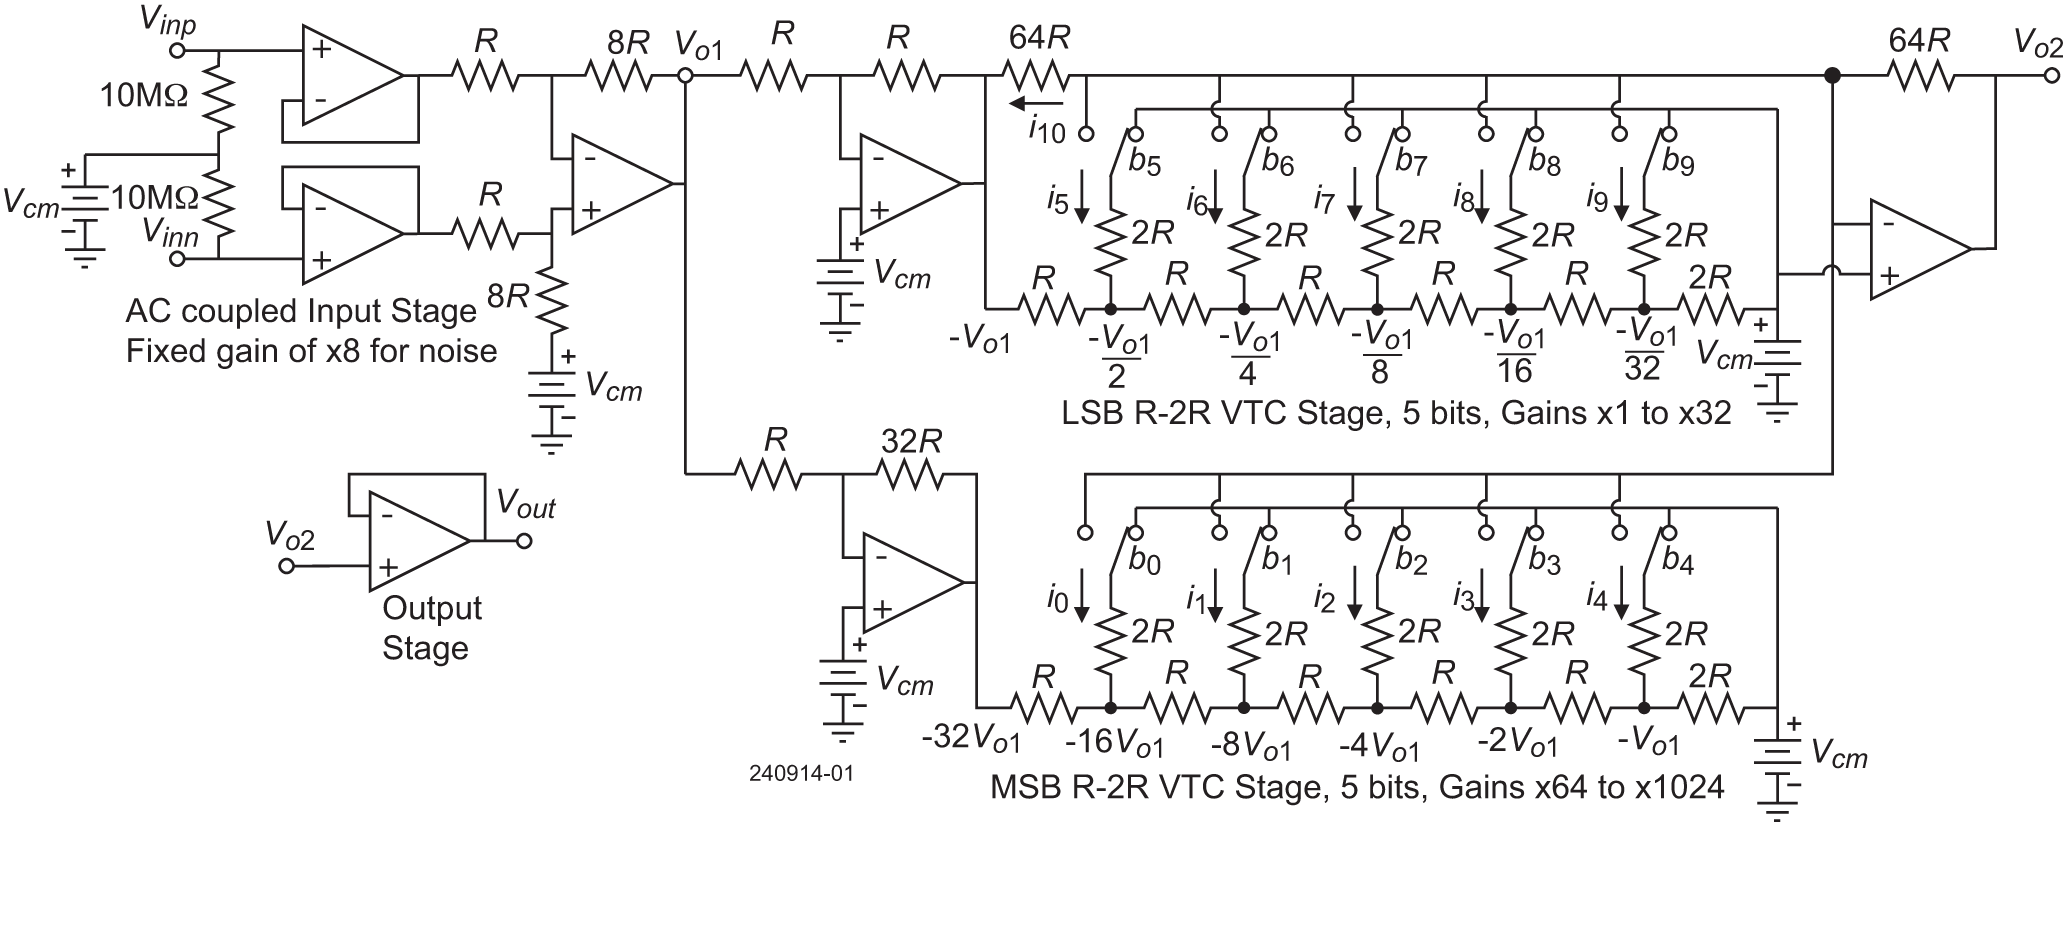 Vinp
R
8R
Vo1
R
R
64R
64R
Vo2
10MΩ
+
-
i10
b5
b6
b7
b8
b9
+
Vcm
-
10MΩ
Vinn
-
+
R
-
+
-
+
i5
i6
i7
i8
i9
2R
2R
2R
2R
2R
-
+
8R
+
Vcm
-
R
R
R
R
R
2R
AC coupled Input Stage
Fixed gain of x8 for noise
+
Vcm
-
-Vo1
-Vo1
2
-Vo1
4
-Vo1
8
-Vo1
16
-Vo1
32
+
Vcm
-
LSB R-2R VTC Stage, 5 bits, Gains x1 to x32
R
32R
Vo2
-
+
Vout
Output
Stage
-
+
+
Vcm
-
b0
b1
b2
b3
b4
i0
i1
i2
i3
i4
2R
2R
2R
2R
2R
R
R
R
R
R
2R
-32Vo1
-16Vo1
-8Vo1
-4Vo1
-2Vo1
-Vo1
+
Vcm
-
240914-01
MSB R-2R VTC Stage, 5 bits, Gains x64 to x1024